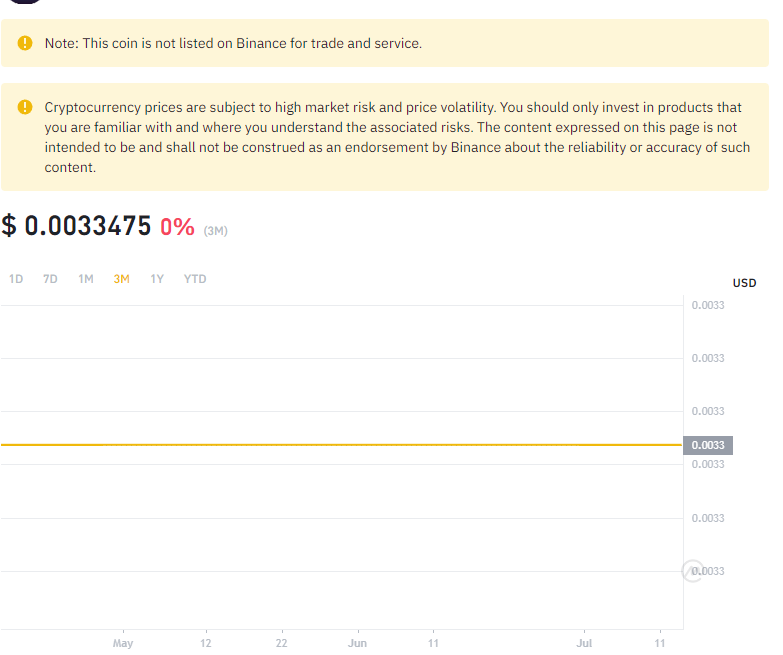 Note: This coin is not listed on Binance for trade and service.
Cryptocurrency prices are subject to high market risk and price volatility. You should only invest in products that
you are familiar with and where you understand the associated risks. The content expressed on this page is not
intended to be and shall not be construed as an endorsement by Binance about the reliability or accuracy of such
content.
$ 0.0033475 0% (3M)
1D 7D 1M 3M 1Y YTD
USD
0.0033
0.0033
0.0033
0.0033
0.0033
0.0033
0.0033
May 12 22 Jun 11 Jul 11